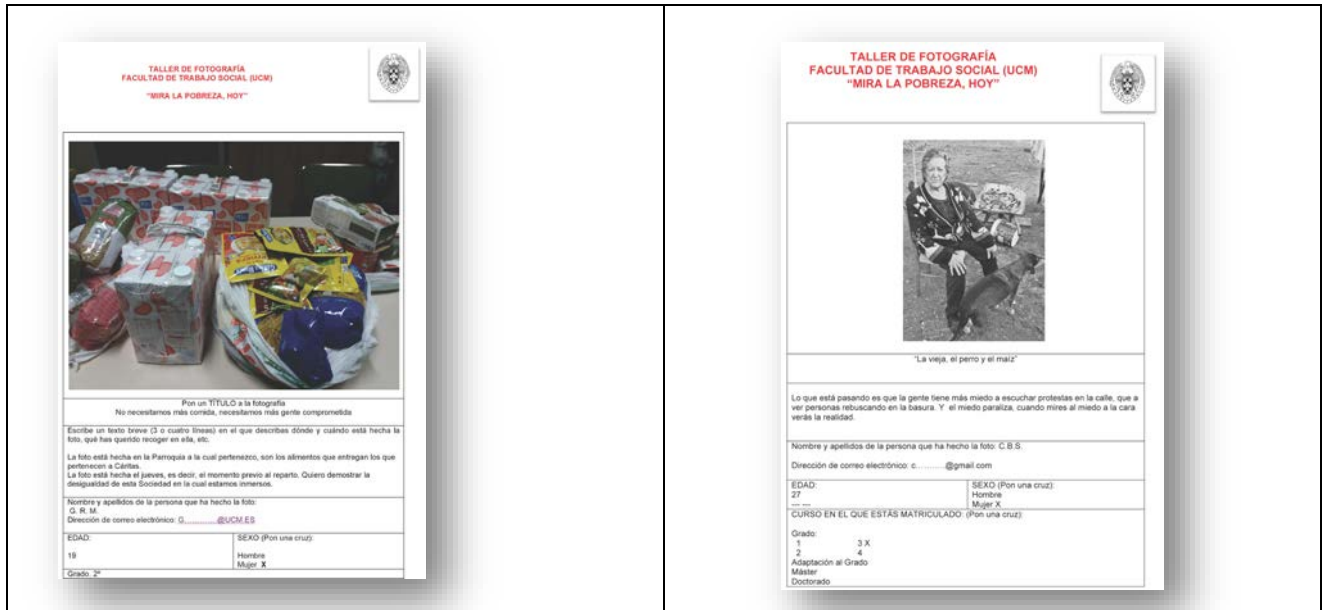 TALLER DE FOTOGRAFÍA
FACULTAD DE TRABAJO SOCIAL (UCM)
"MIRA LA POBREZA, HOY"
Pon un TÍTULO a la fotografía
No necesitamos más comida, necesitamos más gente comprometida
Escribe un texto breve (3 o cuatro líneas) en el que describas dónde y cuándo está hecha la
foto, qué has querido recoger en ella, etc.
La foto está hecha en la Parroquia a la cual pertenezco, son los alimentos que entregan los que
pertenecen a Cáritas.
La foto está hecha el jueves, es decir, el momento previo al reparto. Quiero demostrar la
desigualdad de esta Sociedad en la cual estamos inmersos.
Nombre y apellidos de la persona que ha hecho la foto:
G. R. M.
Dirección de correo electrónico: G............@UCM.ES
EDAD:
19
SEXO (Pon una cruz):
Hombre
Mujer X
Grado. 2º
TALLER DE FOTOGRAFÍA
FACULTAD DE TRABAJO SOCIAL (UCM)
"MIRA LA POBREZA, HOY"
"La vieja, el perro y el maíz"
Lo que está pasando es que la gente tiene más miedo a escuchar protestas en la calle, que a
ver personas rebuscando en la basura. Y el miedo paraliza, cuando mires al miedo a la cara
verás la realidad.
Nombre y apellidos de la persona que ha hecho la foto: C.B.S.
Dirección de correo electrónico: c..........@gmail.com
EDAD:
27
--- ---
SEXO (Pon una cruz):
Hombre
Mujer X
CURSO EN EL QUE ESTÁS MATRICULADO: (Pon una cruz):
Grado:
1 3 X
2 4
Adaptación al Grado
Máster
Doctorado